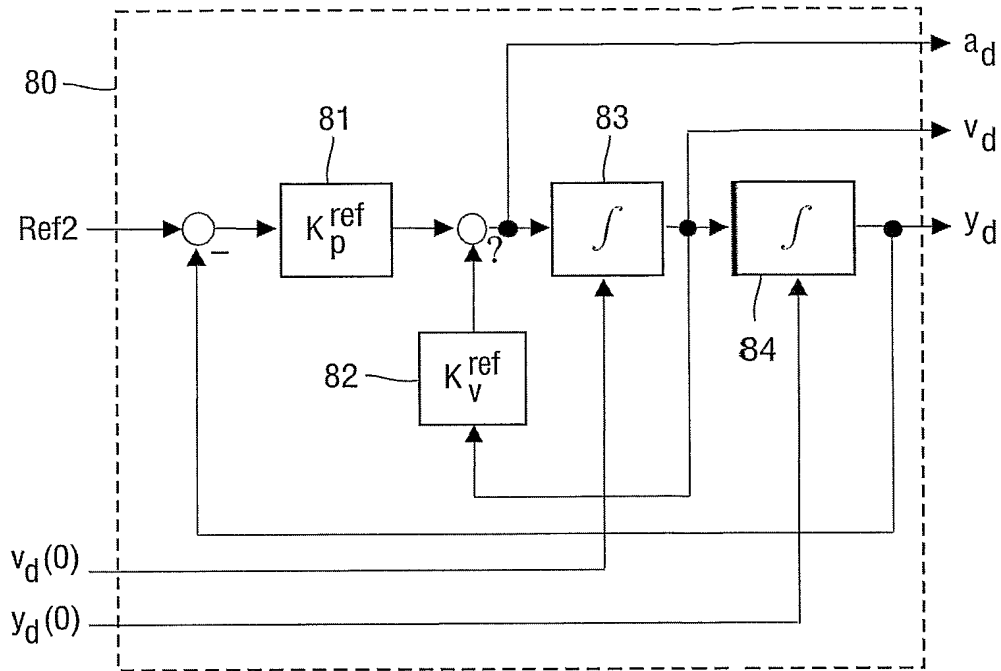 a_d
80
81
83
v_d
Ref2
−
K_p^ref
?
∫
∫
y_d
82
K_v^ref
84
v_d(0)
y_d(0)